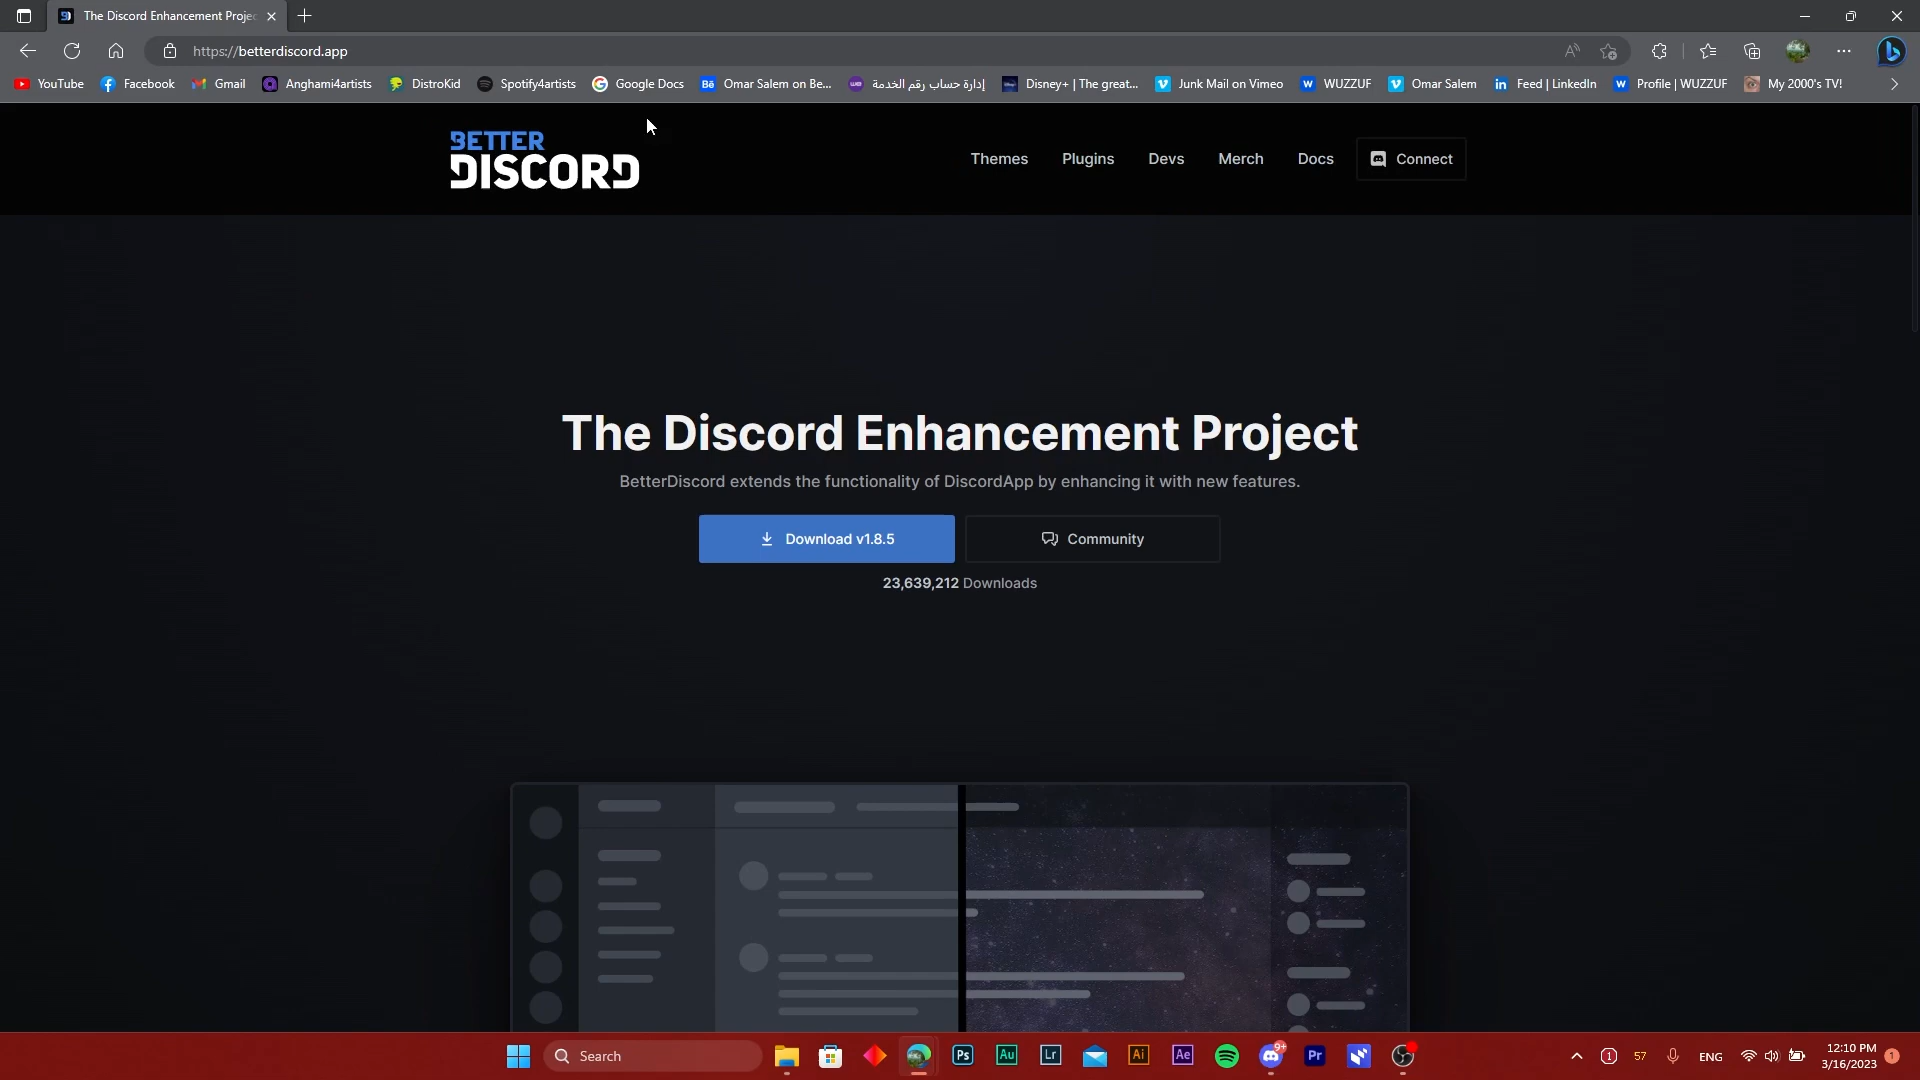 The Discord Enhancement Projec
https://betterdiscord.app
YouTube Facebook Gmail Anghami4artists DistroKid Spotify4artists Google Docs Omar Salem on Be... إدارة حساب رقم الخدمة Disney+ | The great... Junk Mail on Vimeo WUZZUF Omar Salem Feed | LinkedIn Profile | WUZZUF My 2000's TV!
BETTER
DISCORD
Themes Plugins Devs Merch Docs Connect
The Discord Enhancement Project
BetterDiscord extends the functionality of DiscordApp by enhancing it with new features.
Download v1.8.5 Community
23,639,212 Downloads
Search
Ps Au Lr Ai Ae 9+ Pr
1 57 ENG
12:10 PM
3/16/2023
1